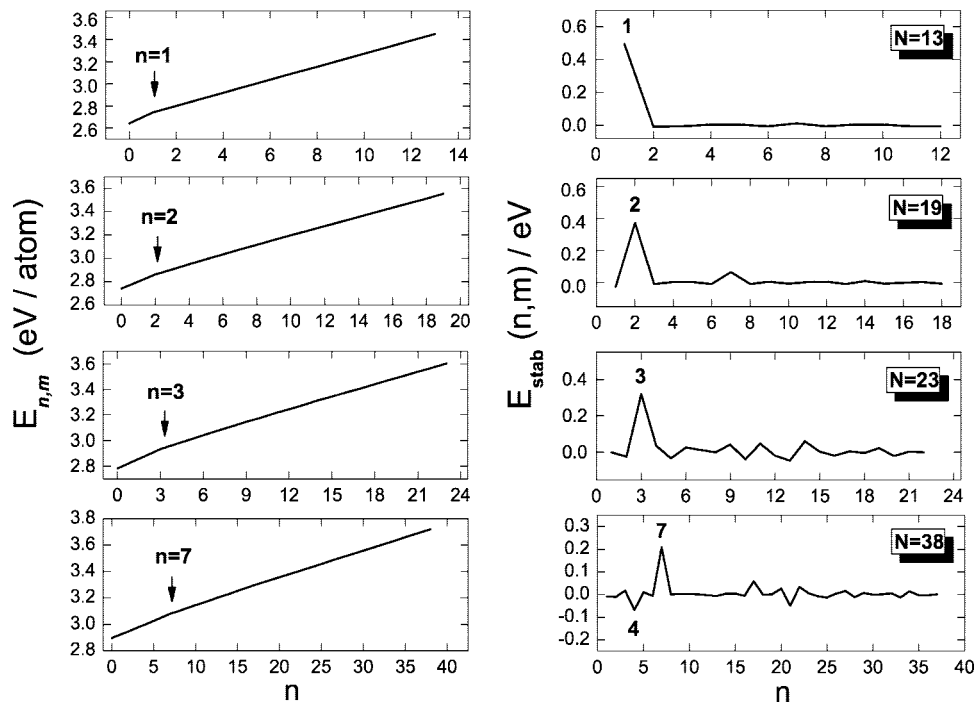 E n,m (eV / atom)
3.6
3.4
3.2
3.0
2.8
2.6
n=1
0 2 4 6 8 10 12 14
3.6
3.4
3.2
3.0
2.8
2.6
n=2
0 2 4 6 8 10 12 14 16 18 20
3.6
3.4
3.2
3.0
2.8
n=3
0 3 6 9 12 15 18 21 24
3.8
3.6
3.4
3.2
3.0
2.8
n=7
0 5 10 15 20 25 30 35 40
n
E stab (n,m) / eV
0.6
0.4
0.2
0.0
1
N=13
0 2 4 6 8 10 12
0.6
0.4
0.2
0.0
2
N=19
0 2 4 6 8 10 12 14 16 18
0.4
0.2
0.0
3
N=23
0 3 6 9 12 15 18 21 24
0.3
0.2
0.1
0.0
-0.1
-0.2
7
4
N=38
0 5 10 15 20 25 30 35 40
n